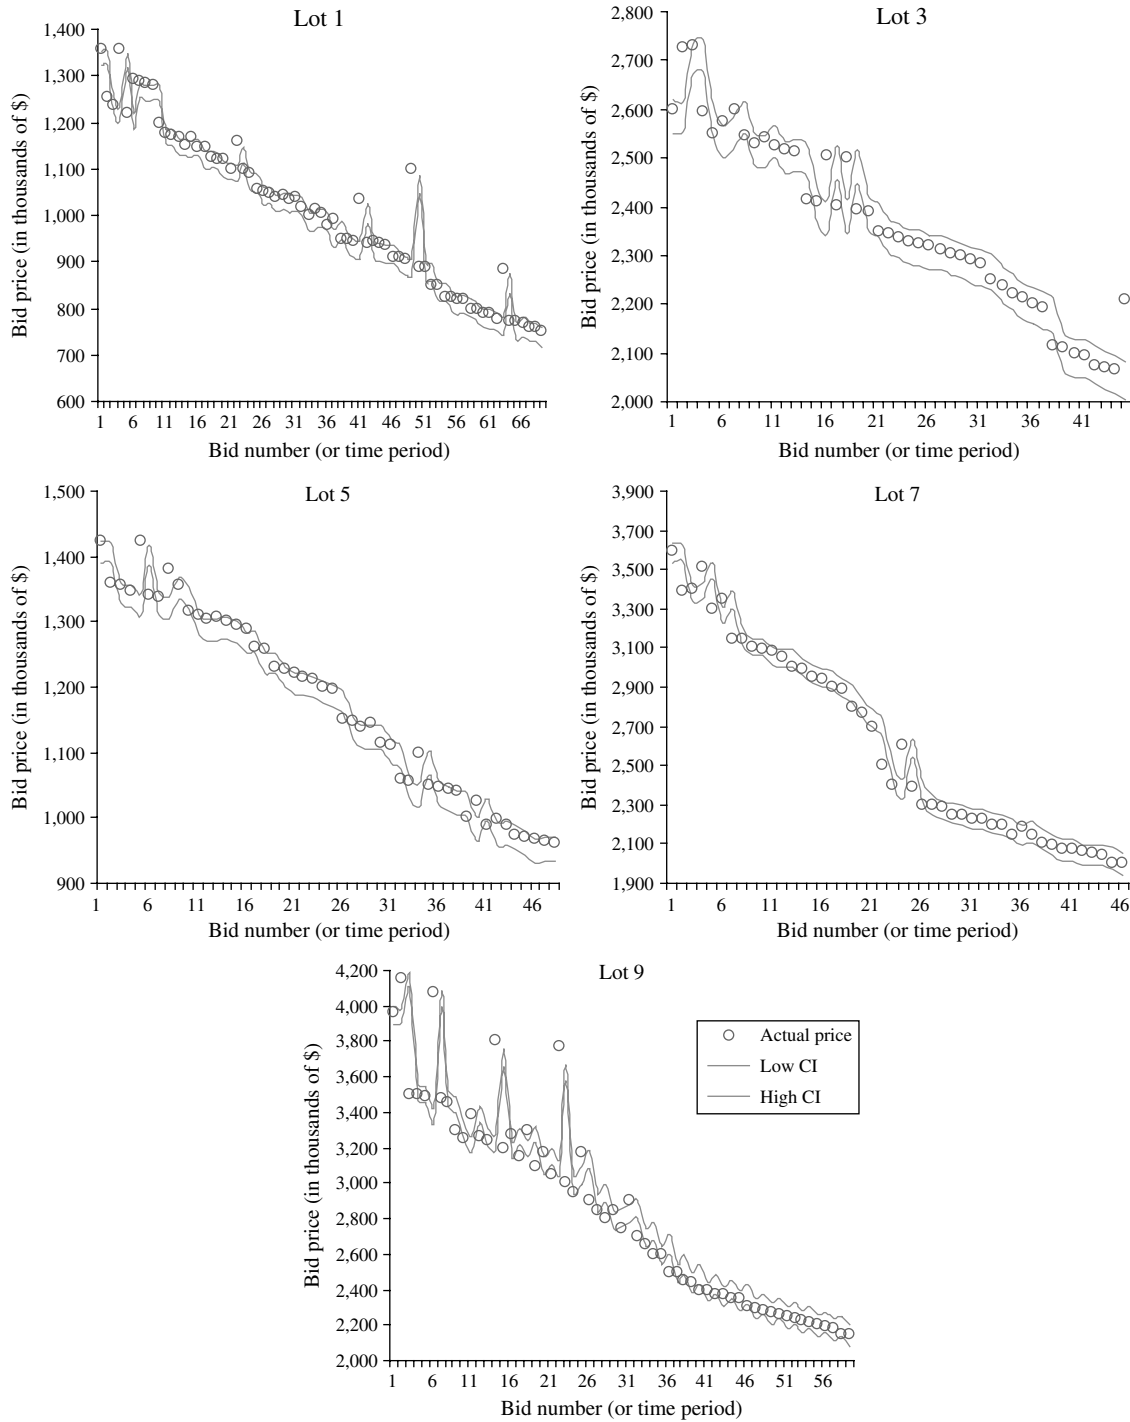 Lot 1
1,400
1,300
1,200
1,100
1,000
900
800
700
600
Bid price (in thousands of $)
1 6 11 16 21 26 31 36 41 46 51 56 61 66
Bid number (or time period)
Lot 3
2,800
2,700
2,600
2,500
2,400
2,300
2,200
2,100
2,000
Bid price (in thousands of $)
1 6 11 16 21 26 31 36 41
Bid number (or time period)
Lot 5
1,500
1,400
1,300
1,200
1,100
1,000
900
Bid price (in thousands of $)
1 6 11 16 21 26 31 36 41 46
Bid number (or time period)
Lot 7
3,900
3,700
3,500
3,300
3,100
2,900
2,700
2,500
2,300
2,100
1,900
Bid price (in thousands of $)
1 6 11 16 21 26 31 36 41 46
Bid number (or time period)
Lot 9
4,200
4,000
3,800
3,600
3,400
3,200
3,000
2,800
2,600
2,400
2,200
2,000
Bid price (in thousands of $)
1 6 11 16 21 26 31 36 41 46 51 56
Bid number (or time period)
Actual price
Low CI
High CI